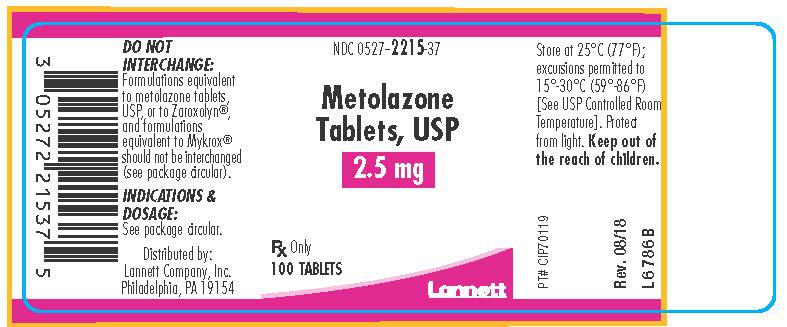 3 05272 21537 5
DO NOT
INTERCHANGE:
Formulations equivalent
to metolazone tablets,
USP, or to Zaroxolyn®,
and formulations
equivalent to Mykrox®
should not be interchanged
(see package circular).
INDICATIONS &
DOSAGE:
See package circular.
Distributed by:
Lannett Company, Inc.
Philadelphia, PA 19154
NDC 0527-2215-37
Metolazone
Tablets, USP
2.5 mg
Rx Only
100 TABLETS
Lannett
Store at 25°C (77°F);
excursions permitted to
15°-30°C (59°-86°F)
[See USP Controlled Room
Temperature]. Protect
from light. Keep out of
the reach of children.
PT# CIP70119
Rev. 08/18
L6786B